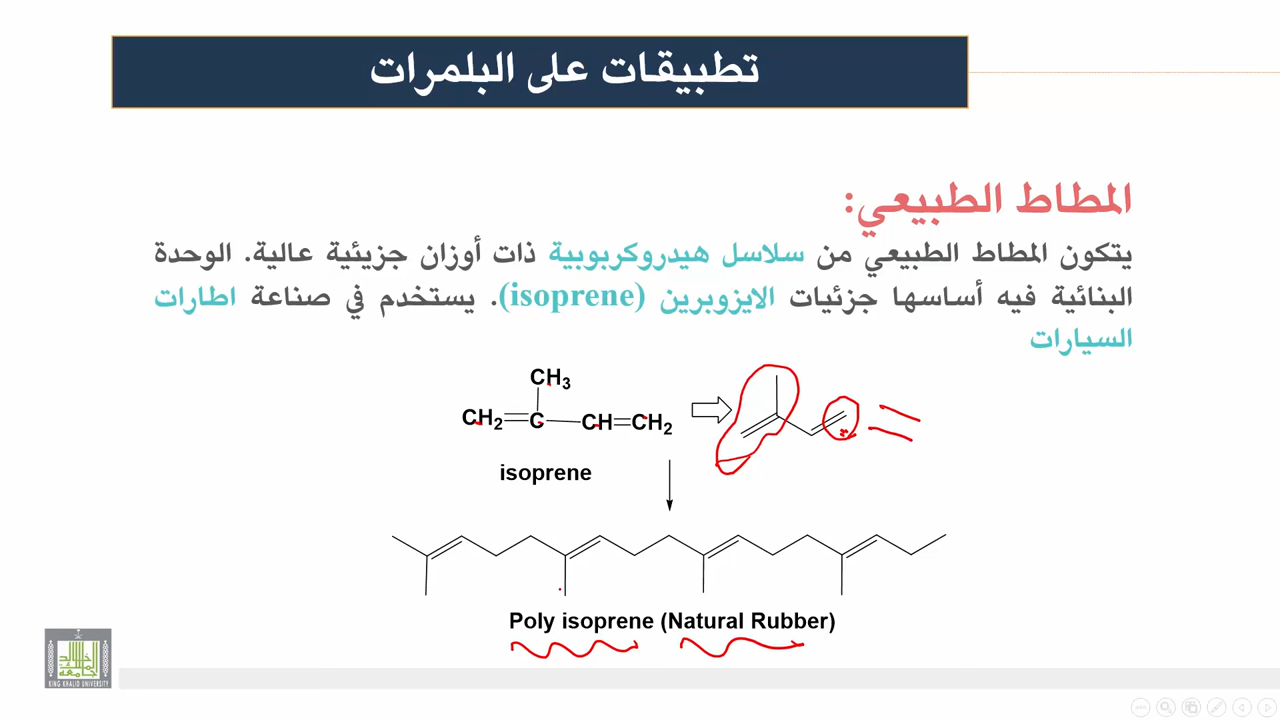 تطبيقات على البلمرات
المطاط الطبيعي:
يتكون المطاط الطبيعي من سلاسل هيدروكربوبية ذات أوزان جزيئية عالية. الوحدة
البنائية فيه أساسها جزئيات الايزوبرين (isoprene). يستخدم في صناعة اطارات
السيارات
CH3
CH2=C-CH=CH2
isoprene
Poly isoprene (Natural Rubber)
KING KHALID UNIVERSITY